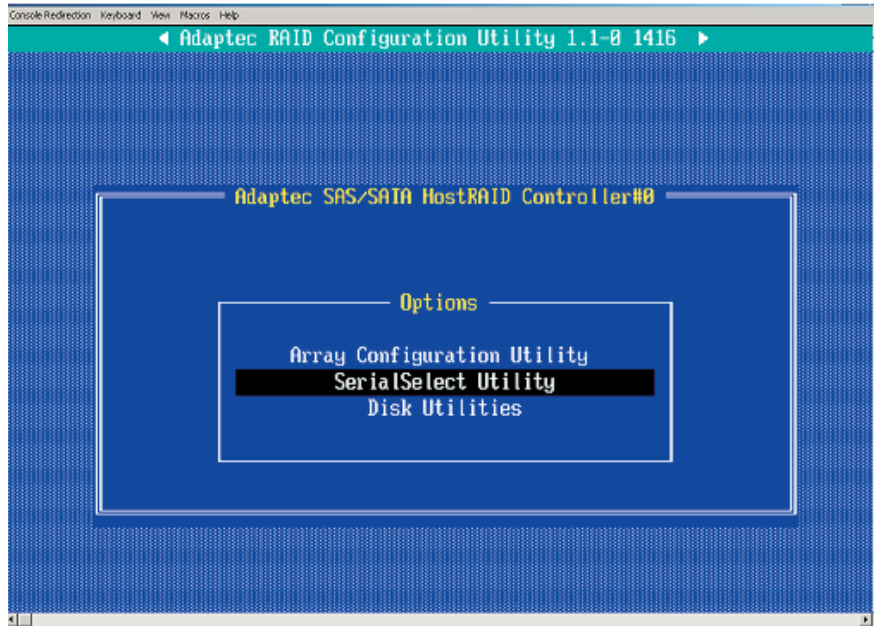 Console Redirection Keyboard View Macros Help
Adaptec RAID Configuration Utility 1.1-0 1416
Adaptec SAS/SATA HostRAID Controller#0
Options
Array Configuration Utility
SerialSelect Utility
Disk Utilities